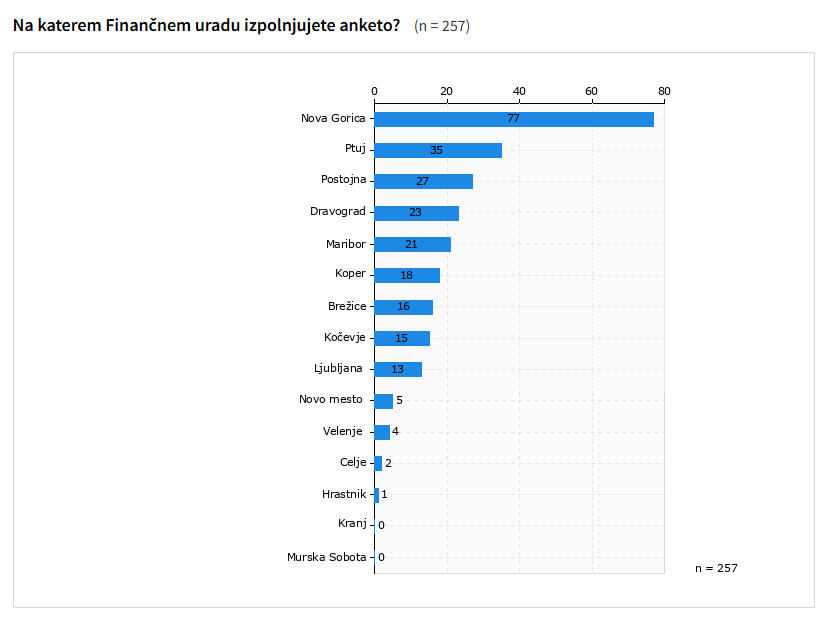 Na katerem Finančnem uradu izpolnjujete anketo? (n = 257)
0 20 40 60 80
Nova Gorica 77
Ptuj 35
Postojna 27
Dravograd 23
Maribor 21
Koper 18
Brežice 16
Kočevje 15
Ljubljana 13
Novo mesto 5
Velenje 4
Celje 2
Hrastnik 1
Kranj 0
Murska Sobota 0
n = 257